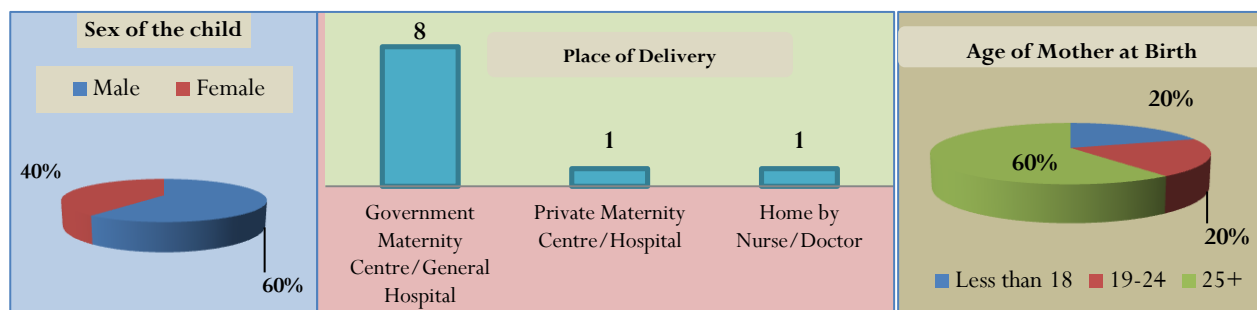 Sex of the child
Male Female
40%
60%
Place of Delivery
8
1
1
Government
Maternity
Centre/General
Hospital
Private Maternity
Centre/Hospital
Home by
Nurse/Doctor
Age of Mother at Birth
20%
60%
20%
Less than 18 19-24 25+